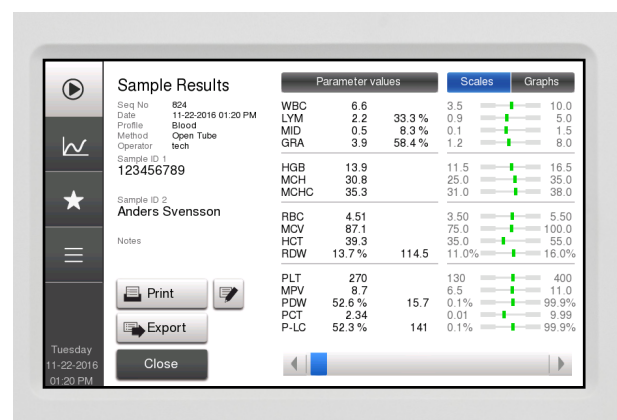 Sample Results
Seq No 824
Date 11-22-2016 01:20 PM
Profile Blood
Method Open Tube
Operator tech
Sample ID 1
123456789
Sample ID 2
Anders Svensson
Notes
Print
Export
Close
Tuesday
11-22-2016
01:20 PM
Parameter values Scales Graphs
WBC 6.6 3.5 10.0
LYM 2.2 33.3 % 0.9 5.0
MID 0.5 8.3 % 0.1 1.5
GRA 3.9 58.4 % 1.2 8.0
HGB 13.9 11.5 16.5
MCH 30.8 25.0 35.0
MCHC 35.3 31.0 38.0
RBC 4.51 3.50 5.50
MCV 87.1 75.0 100.0
HCT 39.3 35.0 55.0
RDW 13.7 % 114.5 11.0% 16.0%
PLT 270 130 400
MPV 8.7 6.5 11.0
PDW 52.6 % 15.7 0.1% 99.9%
PCT 2.34 0.01 9.99
P-LC 52.3 % 141 0.1% 99.9%